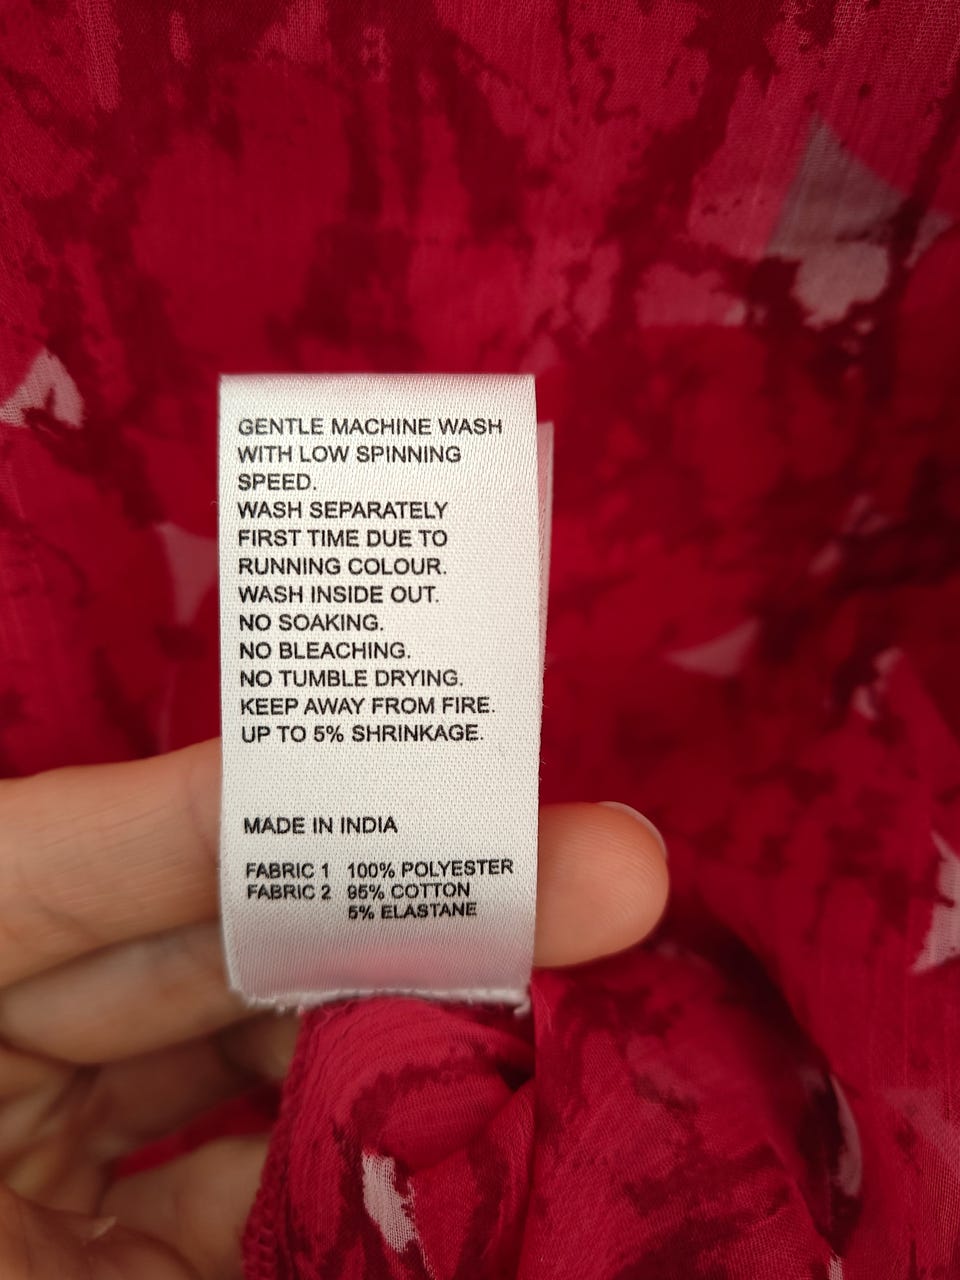 GENTLE MACHINE WASH
WITH LOW SPINNING
SPEED.
WASH SEPARATELY
FIRST TIME DUE TO
RUNNING COLOUR.
WASH INSIDE OUT.
NO SOAKING.
NO BLEACHING.
NO TUMBLE DRYING.
KEEP AWAY FROM FIRE.
UP TO 5% SHRINKAGE.
MADE IN INDIA
FABRIC 1 100% POLYESTER
FABRIC 2 95% COTTON
5% ELASTANE